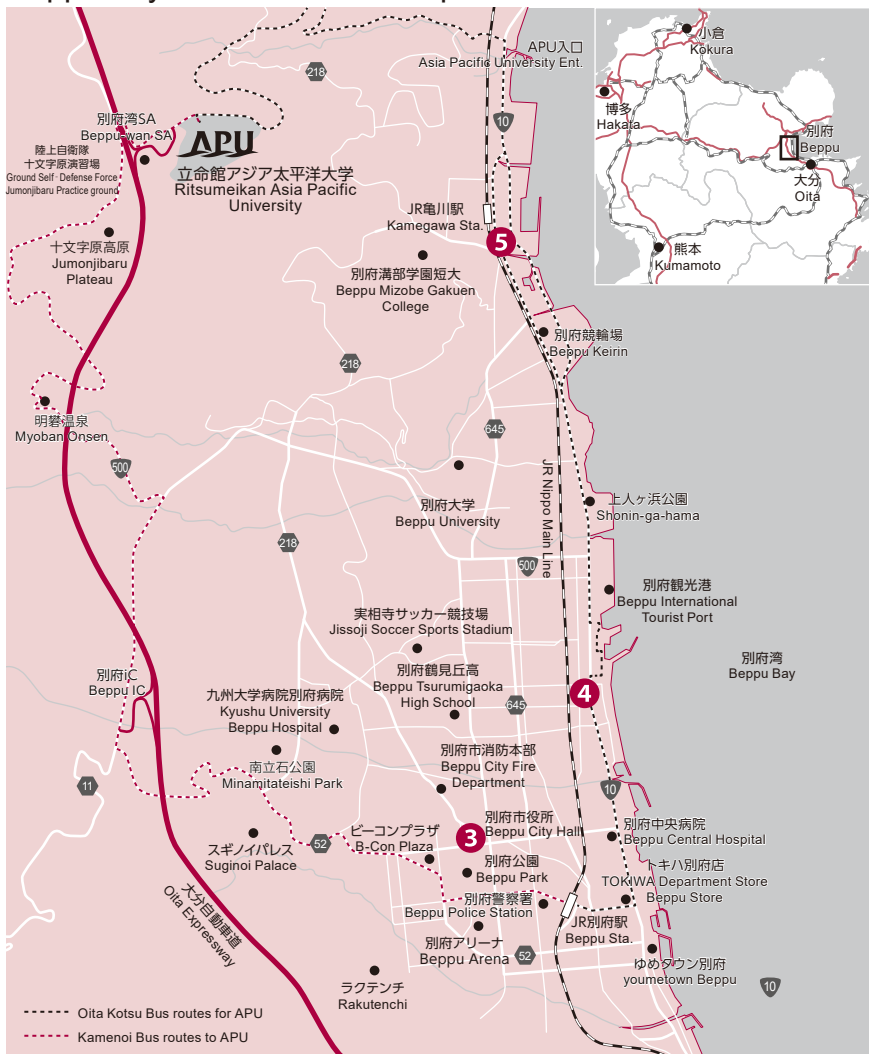 218
APU入口
Asia Pacific University Ent.
小倉
Kokura
博多
Hakata
別府
Beppu
大分
Oita
熊本
Kumamoto
10
別府湾SA
Beppu-wan SA
陸上自衛隊
十文字原演習場
Ground Self-Defense Force
Jumonjibaru Practice ground
APU
立命館アジア太平洋大学
Ritsumeikan Asia Pacific
University
JR亀川駅
Kamegawa Sta.
5
十文字原高原
Jumonjibaru
Plateau
別府溝部学園短大
Beppu Mizobe Gakuen
College
別府競輪場
Beppu Keirin
218
明礬温泉
Myoban Onsen
645
500
別府大学
Beppu University
JR Nippo Main Line
上人ヶ浜公園
Shonin-ga-hama
218
500
別府観光港
Beppu International
Tourist Port
実相寺サッカー競技場
Jissoji Soccer Sports Stadium
別府湾
Beppu Bay
別府iC
Beppu IC
別府鶴見丘高
Beppu Tsurumigaoka
High School
4
九州大学病院別府病院
Kyushu University
Beppu Hospital
645
南立石公園
Minamitateishi Park
別府市消防本部
Beppu City Fire
Department
11
10
スギノイパレス
Suginoi Palace
52
ビーコンプラザ
B-Con Plaza
3
別府市役所
Beppu City Hall
別府中央病院
Beppu Central Hospital
別府公園
Beppu Park
トキハ別府店
TOKIWA Department Store
Beppu Store
別府警察署
Beppu Police Station
大分自動車道
Oita Expressway
別府アリーナ
Beppu Arena
52
JR別府駅
Beppu Sta.
ゆめタウン別府
youmetown Beppu
ラクテンチ
Rakutenchi
10
Oita Kotsu Bus routes for APU
Kamenoi Bus routes to APU